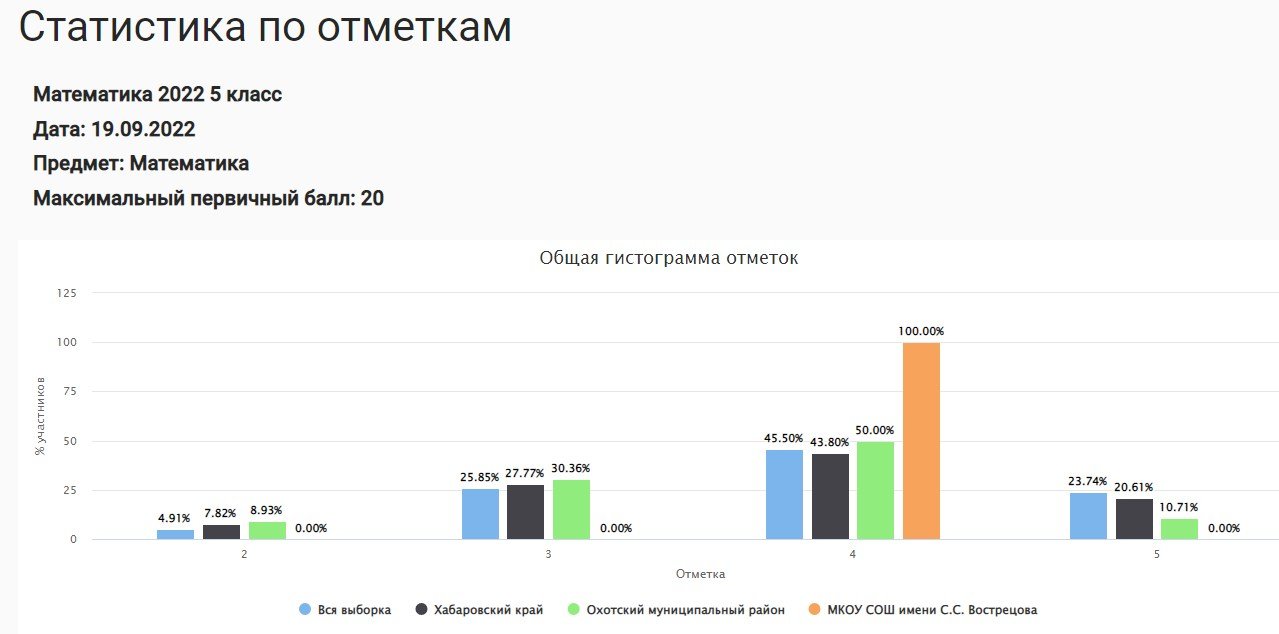 Статистика по отметкам
Математика 2022 5 класс
Дата: 19.09.2022
Предмет: Математика
Максимальный первичный балл: 20
Общая гистограмма отметок
125
100
75
50
25
0
% участников
4.91% 7.82% 8.93% 0.00%
25.85% 27.77% 30.36% 0.00%
45.50% 43.80% 50.00% 100.00%
23.74% 20.61% 10.71% 0.00%
2 3 4 5
Отметка
Вся выборка Хабаровский край Охотский муниципальный район МКОУ СОШ имени С.С. Вострецова